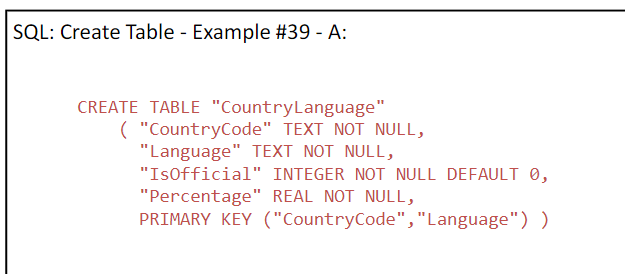 SQL: Create Table - Example #39 - A:
CREATE TABLE "CountryLanguage"
( "CountryCode" TEXT NOT NULL,
"Language" TEXT NOT NULL,
"IsOfficial" INTEGER NOT NULL DEFAULT 0,
"Percentage" REAL NOT NULL,
PRIMARY KEY ("CountryCode","Language") )